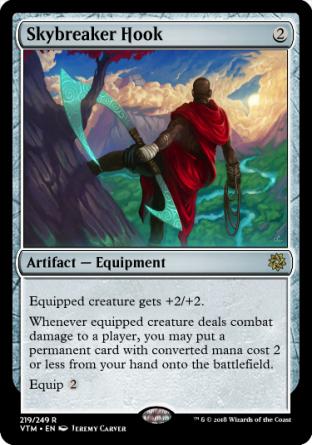 Skybreaker Hook 2
Artifact — Equipment
Equipped creature gets +2/+2.
Whenever equipped creature deals combat
damage to a player, you may put a
permanent card with converted mana cost 2
or less from your hand onto the battlefield.
Equip 2
219/249 R
VTM • EN Jeremy Carver
™ & © 2018 Wizards of the Coast